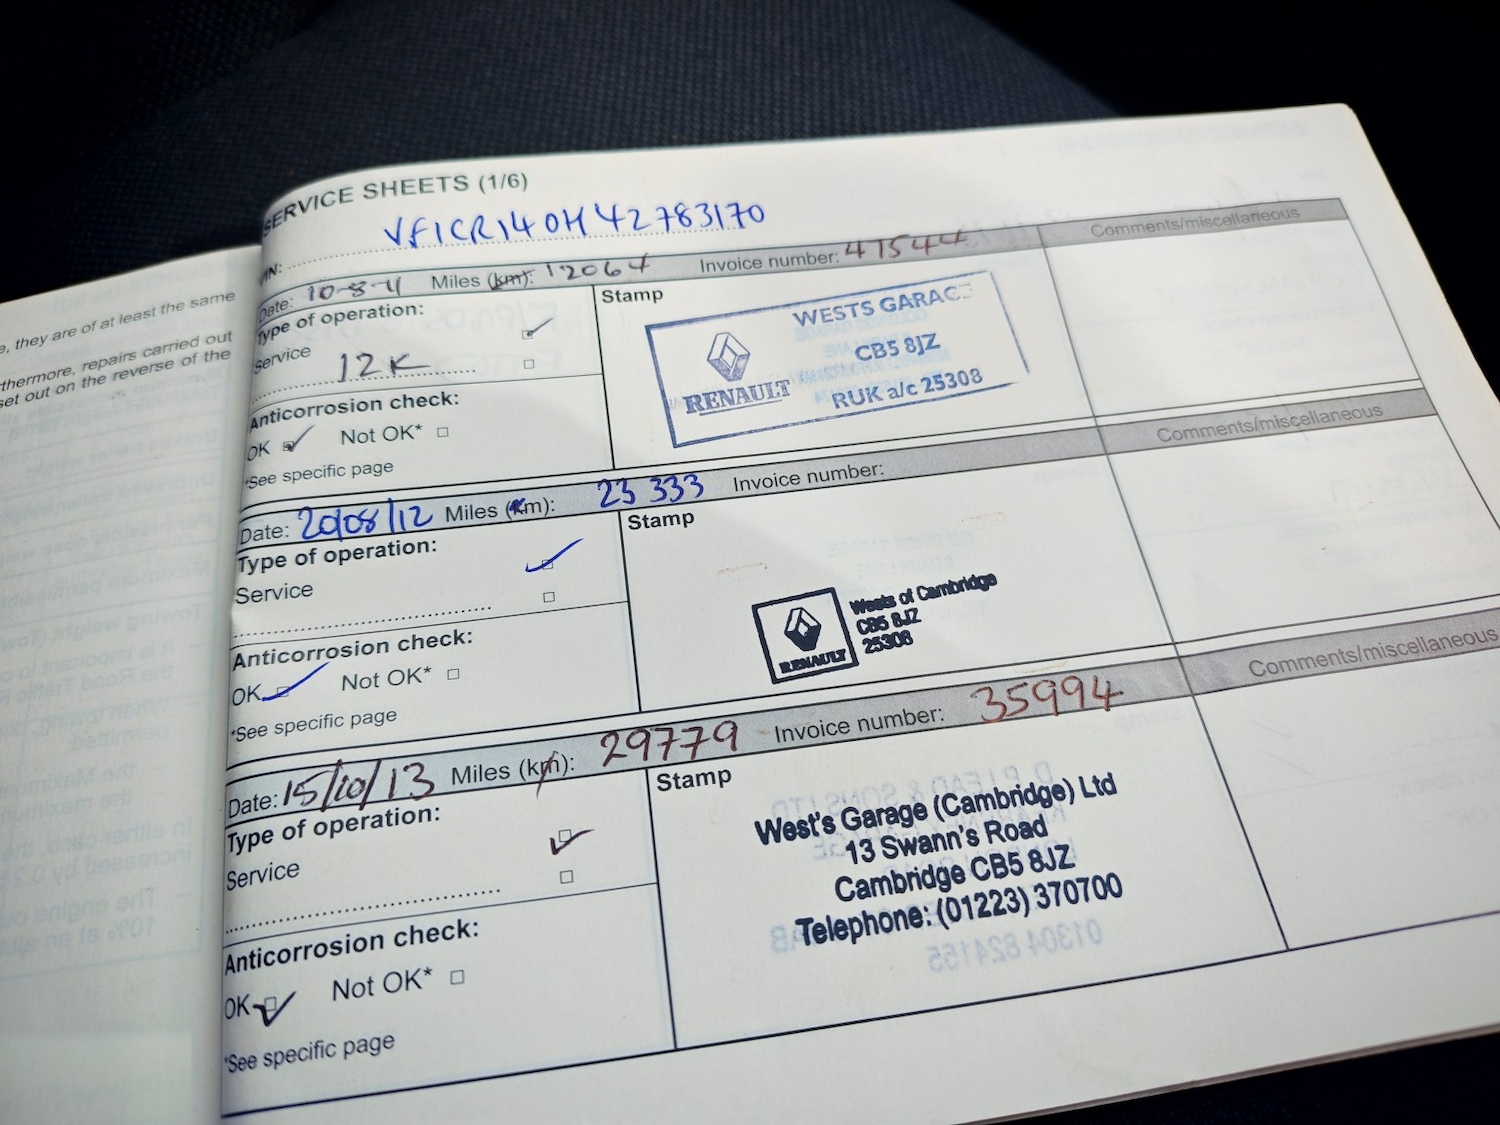 e, they are of at least the same
thermore, repairs carried out
set out on the reverse of the
SERVICE SHEETS (1/6)
VIN: VF1CR140H42783170
Date: 10-8-11 Miles (km): 12064 Invoice number: 47544 Comments/miscellaneous
Type of operation:
Service
12K
Anticorrosion check:
OK Not OK*
*See specific page
Stamp
WESTS GARAGE
CB5 8JZ
RUK a/c 25308
RENAULT
Date: 20/08/12 Miles (km): 23 333 Invoice number: Comments/miscellaneous
Type of operation:
Service
Anticorrosion check:
OK Not OK*
*See specific page
Stamp
Wests of Cambridge
CB5 8JZ
25308
RENAULT
Date: 15/10/13 Miles (km): 29779 Invoice number: 35994 Comments/miscellaneous
Type of operation:
Service
Anticorrosion check:
OK Not OK*
*See specific page
Stamp
West's Garage (Cambridge) Ltd
13 Swann's Road
Cambridge CB5 8JZ
Telephone: (01223) 370700